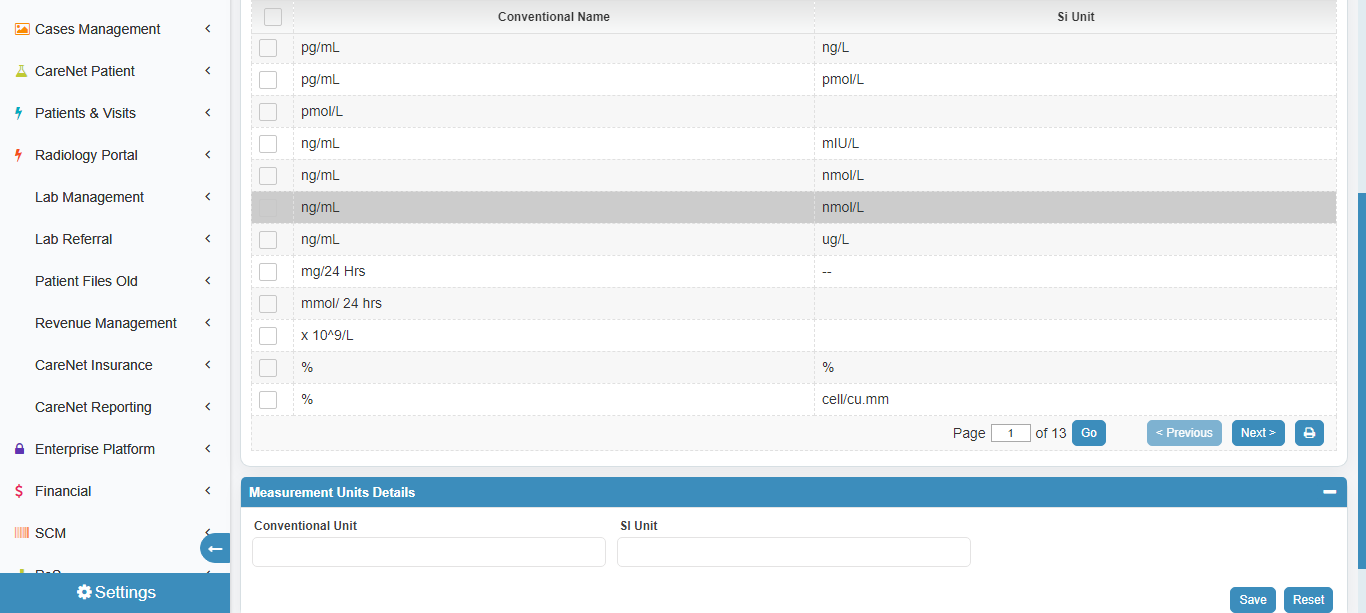 Cases Management
CareNet Patient
Patients & Visits
Radiology Portal
Lab Management
Lab Referral
Patient Files Old
Revenue Management
CareNet Insurance
CareNet Reporting
Enterprise Platform
Financial
SCM
Settings
Conventional Name Si Unit
pg/mL ng/L
pg/mL pmol/L
pmol/L
ng/mL mIU/L
ng/mL nmol/L
ng/mL nmol/L
ng/mL ug/L
mg/24 Hrs --
mmol/ 24 hrs
x 10^9/L
% %
% cell/cu.mm
Page 1 of 13 Go < Previous Next >
Measurement Units Details
Conventional Unit SI Unit
Save Reset